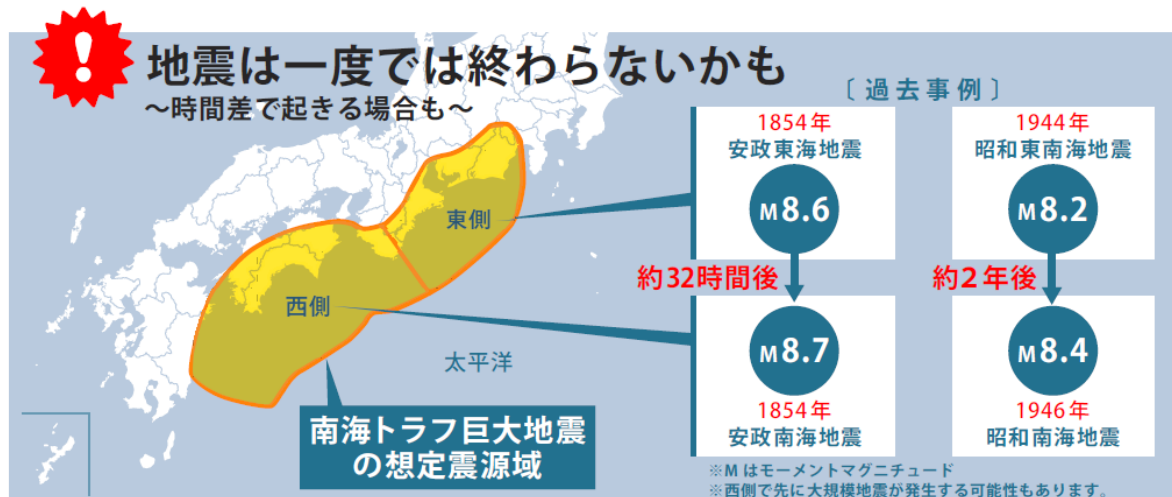 !
地震は一度では終わらないかも
～時間差で起きる場合も～
〔過去事例〕
1854年
安政東海地震
M8.6
約32時間後
M8.7
1854年
安政南海地震
1944年
昭和東南海地震
M8.2
約2年後
M8.4
1946年
昭和南海地震
東側
西側
太平洋
南海トラフ巨大地震
の想定震源域
※Mはモーメントマグニチュード
※西側で先に大規模地震が発生する可能性もあります。